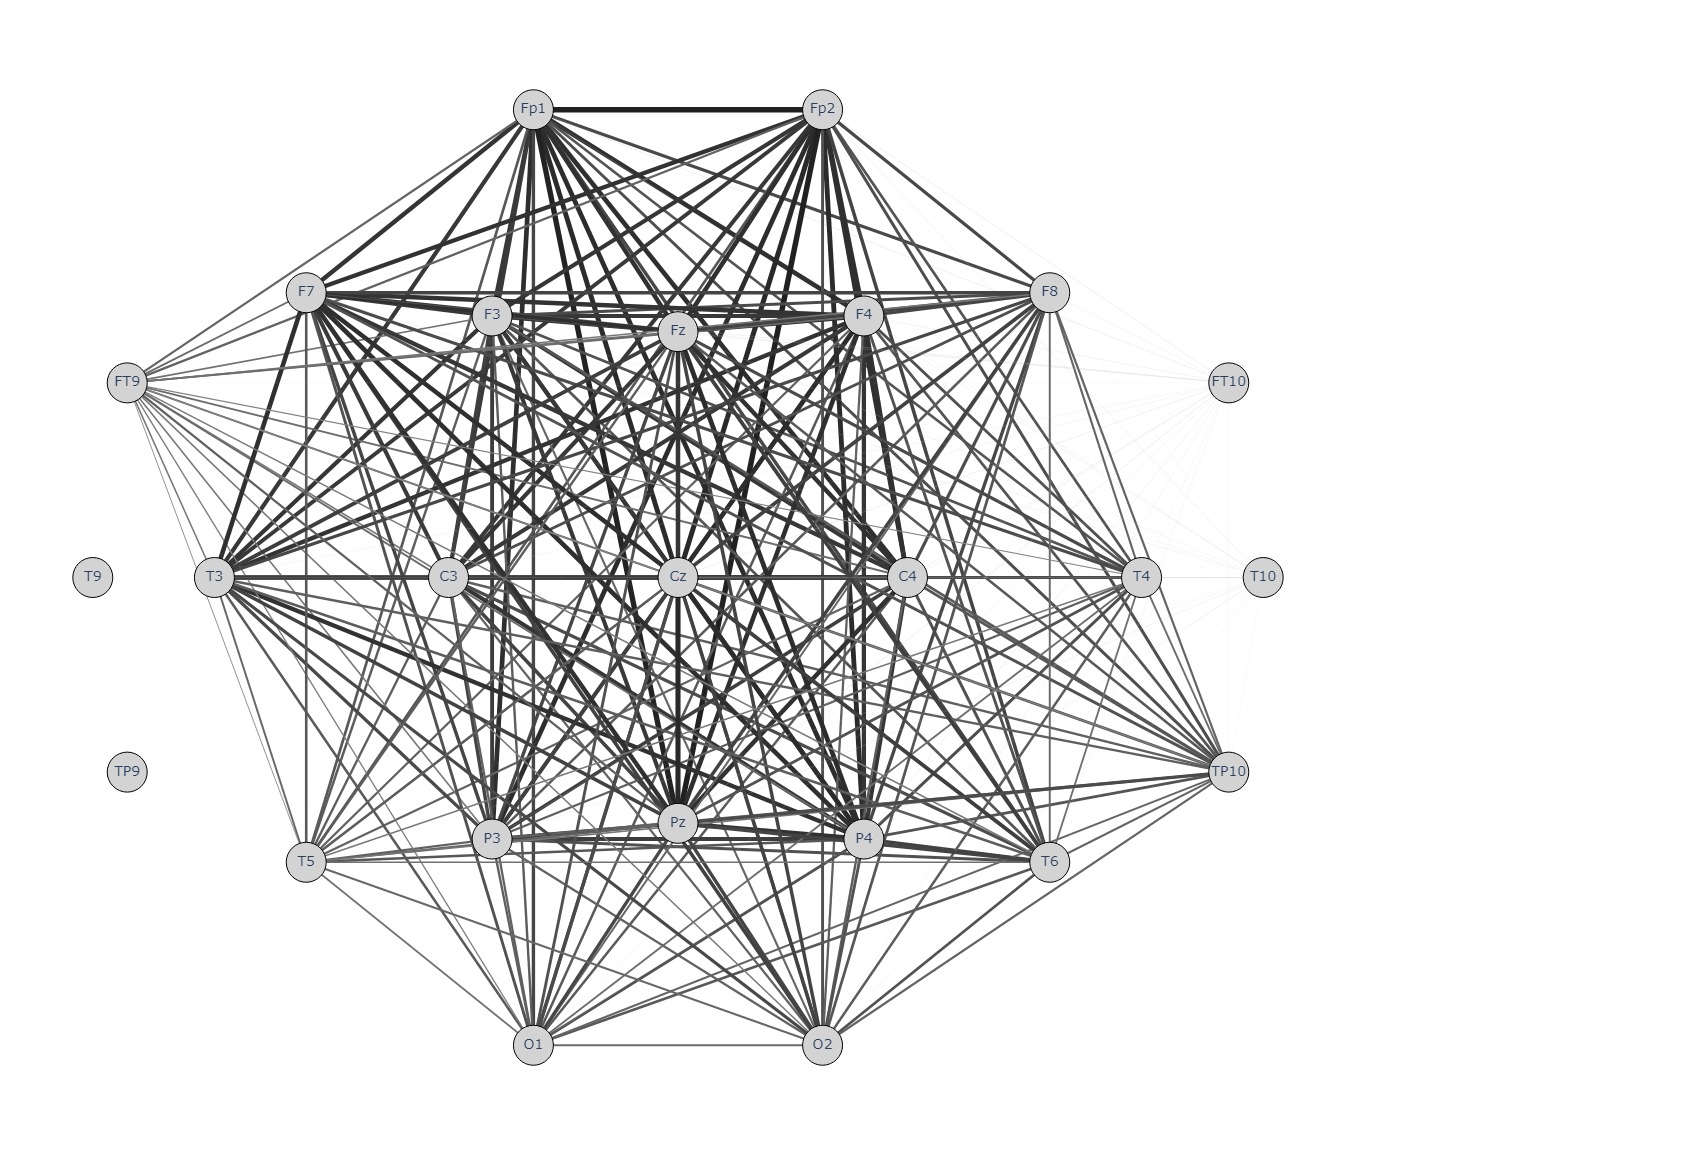 Fp1 Fp2
F7 F3 Fz F4 F8
FT9 FT10
T9 T3 C3 Cz C4 T4 T10
TP9 TP10
T5 P3 Pz P4 T6
O1 O2